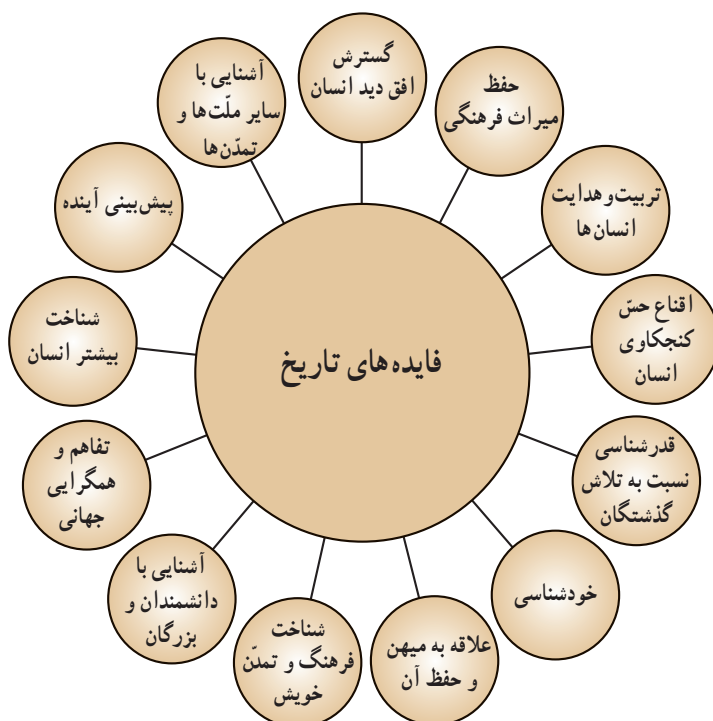 فایده‌های تاریخ
گسترش
افق دید انسان
حفظ
میراث فرهنگی
تربیت و هدایت
انسان‌ها
اقناع حسّ
کنجکاوی
انسان
قدرشناسی
نسبت به تلاش
گذشتگان
خودشناسی
علاقه به میهن
و حفظ آن
شناخت
فرهنگ و تمدّن
خویش
آشنایی با
دانشمندان و
بزرگان
تفاهم و
همگرایی
جهانی
شناخت
بیشتر انسان
پیش‌بینی آینده
آشنایی با
سایر ملّت‌ها و
تمدّن‌ها